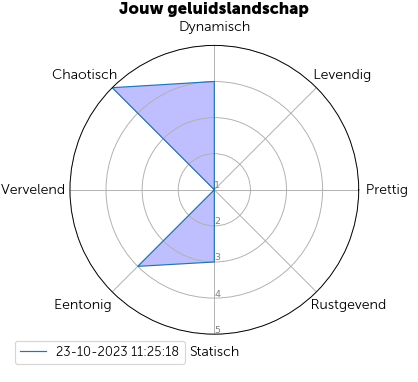 Jouw geluidslandschap
Dynamisch
Chaotisch
Levendig
Vervelend
Prettig
1
2
3
4
5
Eentonig
Rustgevend
23-10-2023 11:25:18
Statisch